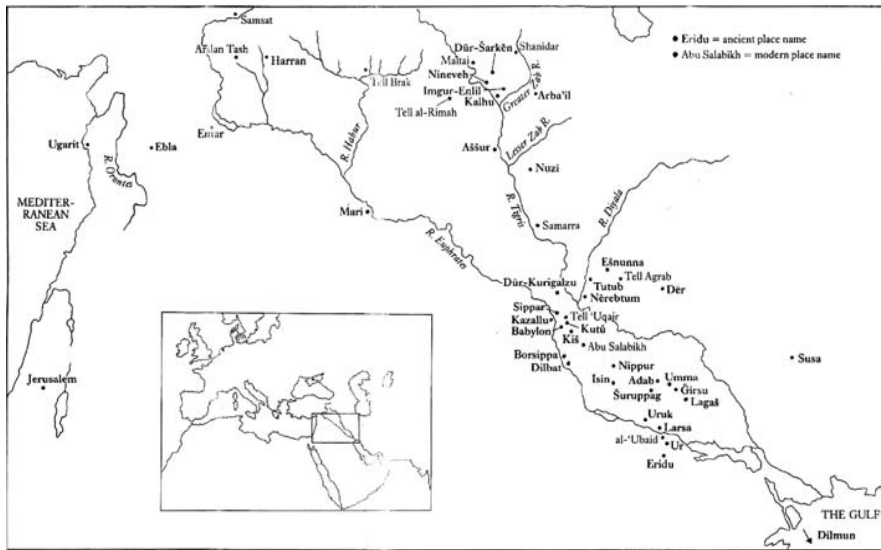 Samsat
Arslan Tash
Harran
Dūr-Šarkēn
Shanidar
Maltai
Tell Brak
Nineveh
Imgur-Enlil
Kalhu
Greater Zab R.
Arba'il
Tell al-Rimah
Emar
R. Habur
Ugarit
Ebla
R. Orontes
Aššur
Lesser Zab R.
Nuzi
MEDITER-
RANEAN
SEA
Mari
R. Tigris
Samarra
R. Diyala
R. Euphrates
Ešnunna
Tell Agrab
Tutub
Dēr
Dūr-Kurigalzu
Nērebtum
Sippar
Tell 'Uqair
Kazallu
Kutû
Babylon
Kiš
Abu Salabikh
Borsippa
Dilbat
Nippur
Susa
Jerusalem
Isin
Adab
Umma
Ğirsu
Šuruppag
Lagaš
Uruk
Larsa
al-'Ubaid
Ur
Eridu
THE GULF
Dilmun
• Eridu = ancient place name
• Abu Salabikh = modern place name